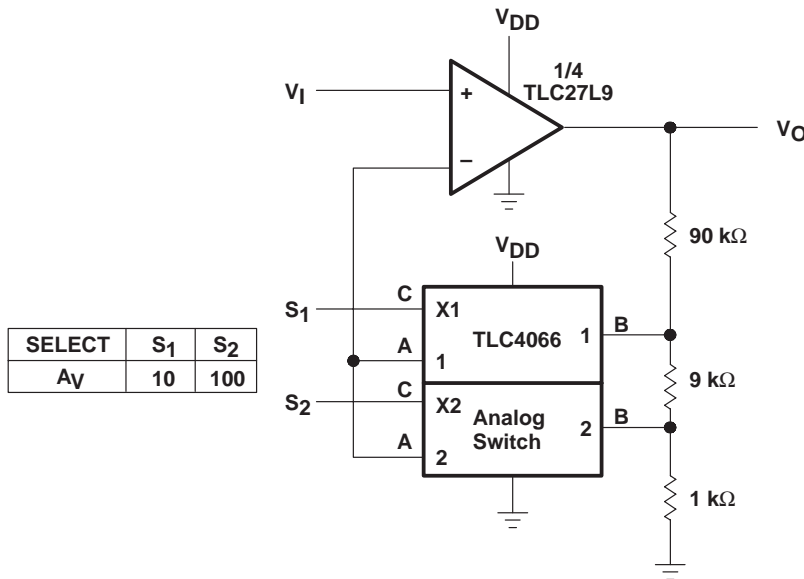 VDD
1/4
TLC27L9
VI
+
−
VO
90 kΩ
VDD
S1
C
X1
TLC4066
1
B
A
1
9 kΩ
S2
C
X2
Analog
Switch
2
B
A
2
1 kΩ
SELECT S1 S2
AV 10 100